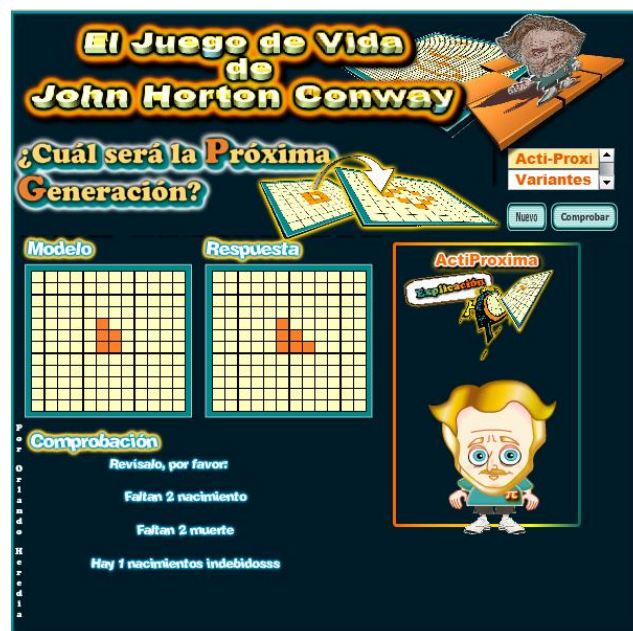 El Juego de Vida
de
John Horton Conway
¿Cuál será la Próxima
Generación?
Acti-Proxi
Variantes
Nuevo Comprobar
Modelo
Respuesta
ActiProxima
Explicación
π
Comprobación
Revísalo, por favor:
Faltan 2 nacimiento
Faltan 2 muerte
Hay 1 nacimientos indebidosss
Por Orlando Heredia